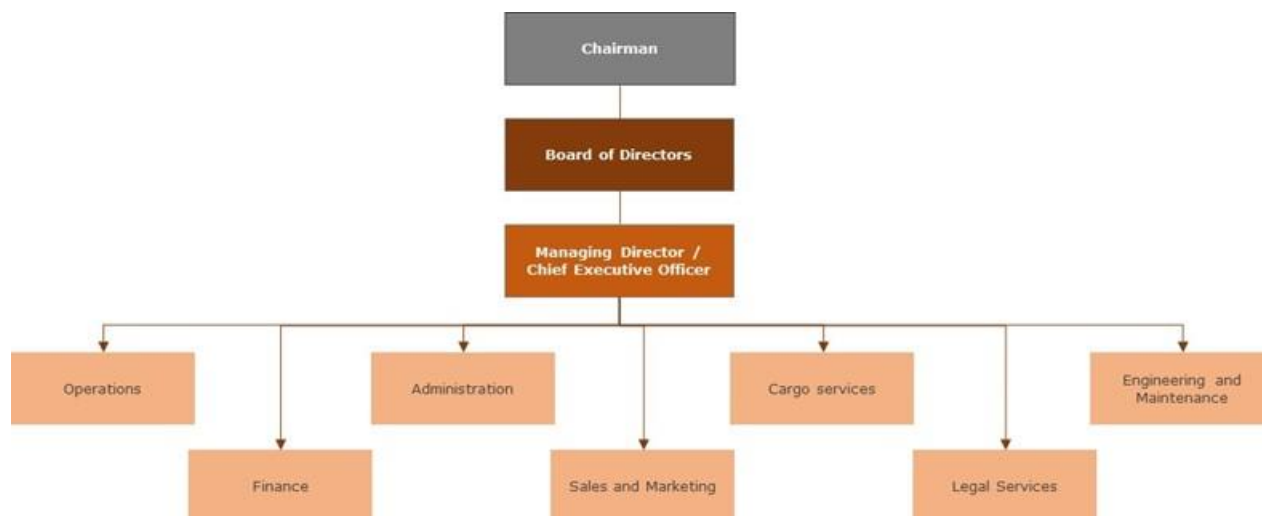 Chairman
Board of Directors
Managing Director /
Chief Executive Officer
Operations
Administration
Cargo services
Engineering and
Maintenance
Finance
Sales and Marketing
Legal Services